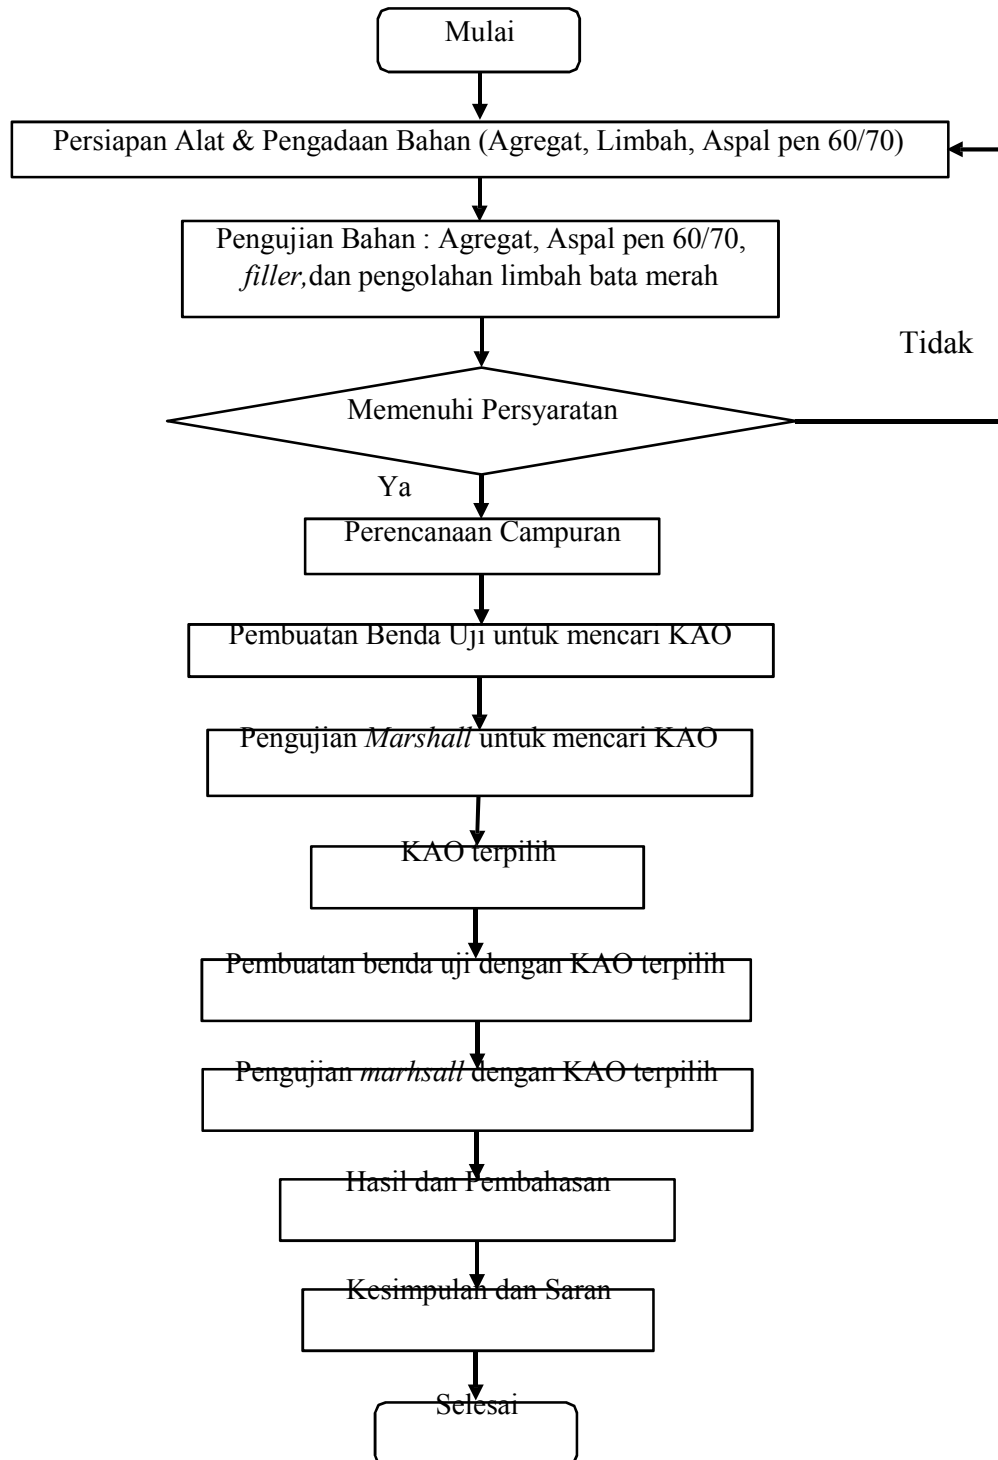 Mulai
Persiapan Alat & Pengadaan Bahan (Agregat, Limbah, Aspal pen 60/70)
Pengujian Bahan : Agregat, Aspal pen 60/70,
filler,dan pengolahan limbah bata merah
Tidak
Memenuhi Persyaratan
Ya
Perencanaan Campuran
Pembuatan Benda Uji untuk mencari KAO
Pengujian Marshall untuk mencari KAO
KAO terpilih
Pembuatan benda uji dengan KAO terpilih
Pengujian marhsall dengan KAO terpilih
Hasil dan Pembahasan
Kesimpulan dan Saran
Selesai